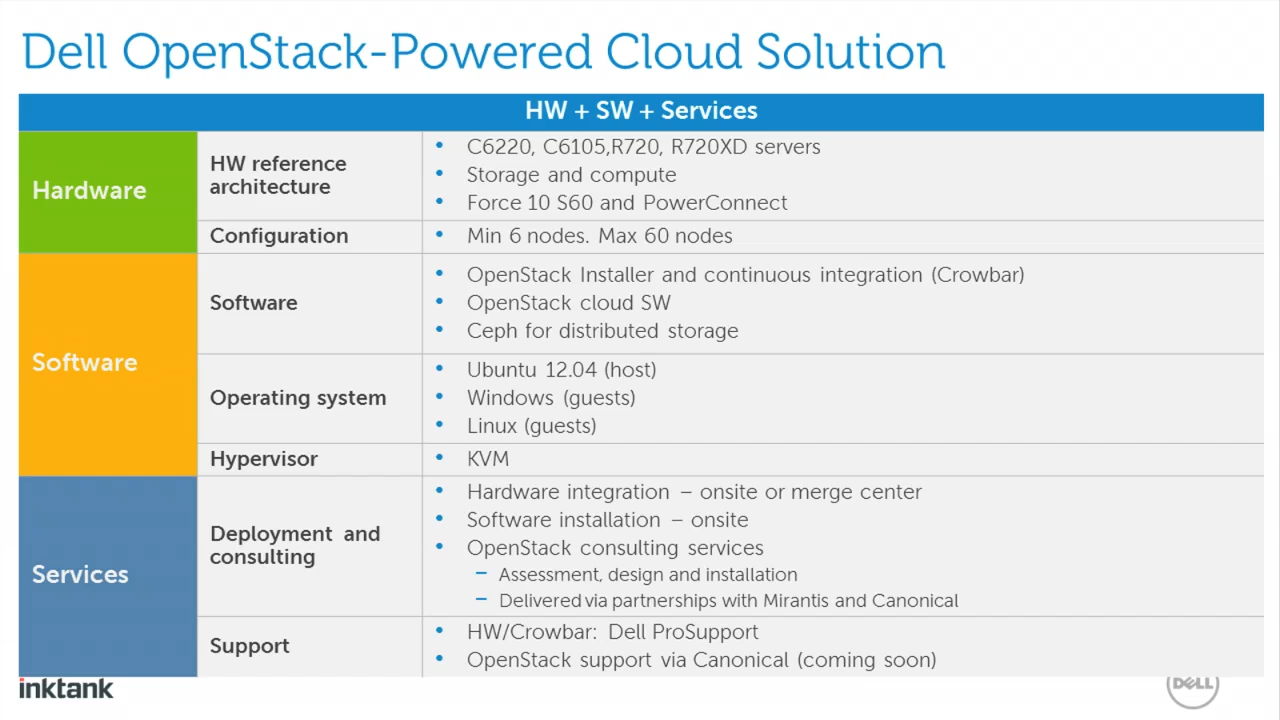 Dell OpenStack-Powered Cloud Solution
HW + SW + Services
Hardware
HW reference
architecture
• C6220, C6105,R720, R720XD servers
• Storage and compute
• Force 10 S60 and PowerConnect
Configuration
• Min 6 nodes. Max 60 nodes
Software
Software
• OpenStack Installer and continuous integration (Crowbar)
• OpenStack cloud SW
• Ceph for distributed storage
Operating system
• Ubuntu 12.04 (host)
• Windows (guests)
• Linux (guests)
Hypervisor
• KVM
Services
Deployment and
consulting
• Hardware integration – onsite or merge center
• Software installation – onsite
• OpenStack consulting services
– Assessment, design and installation
– Delivered via partnerships with Mirantis and Canonical
Support
• HW/Crowbar: Dell ProSupport
• OpenStack support via Canonical (coming soon)
inktank
DELL